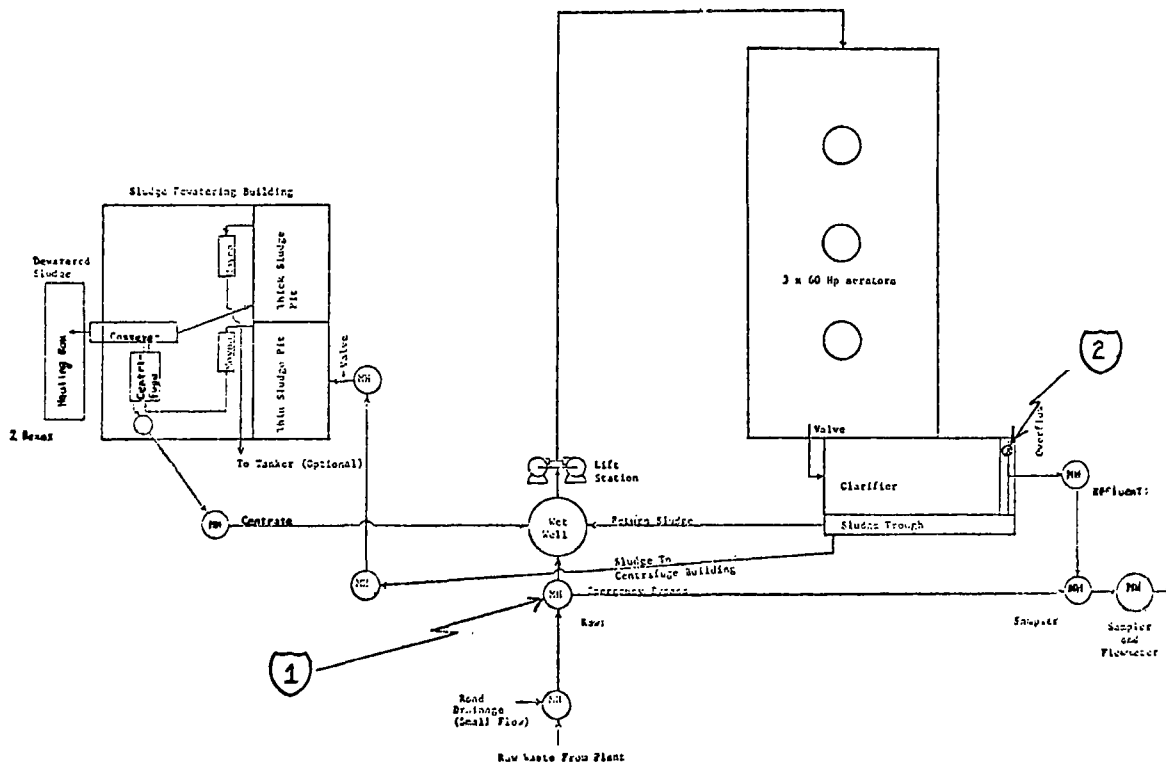 Sludge Dewatering Building
Dewatered
Sludge
Hauling Box
2 Boxes
Centri-
fuge
Thick Sludge
Pit
Thin Sludge Pit
Valve
MH
To Tanker (Optional)
MH
Centrate
MH
Lift
Station
Wet
Well
Return Sludge
Sludge To
Centrafuge Building
Emergency Bypass
MH
Raw
1
Road
Drainage
(Small Flow)
MH
Raw Waste From Plant
3 x 60 Hp aerators
2
Valve
Overflow
Clarifier
Sludge Trough
MH
MH
MH
Sampler
Sampler
and
Flowmeter